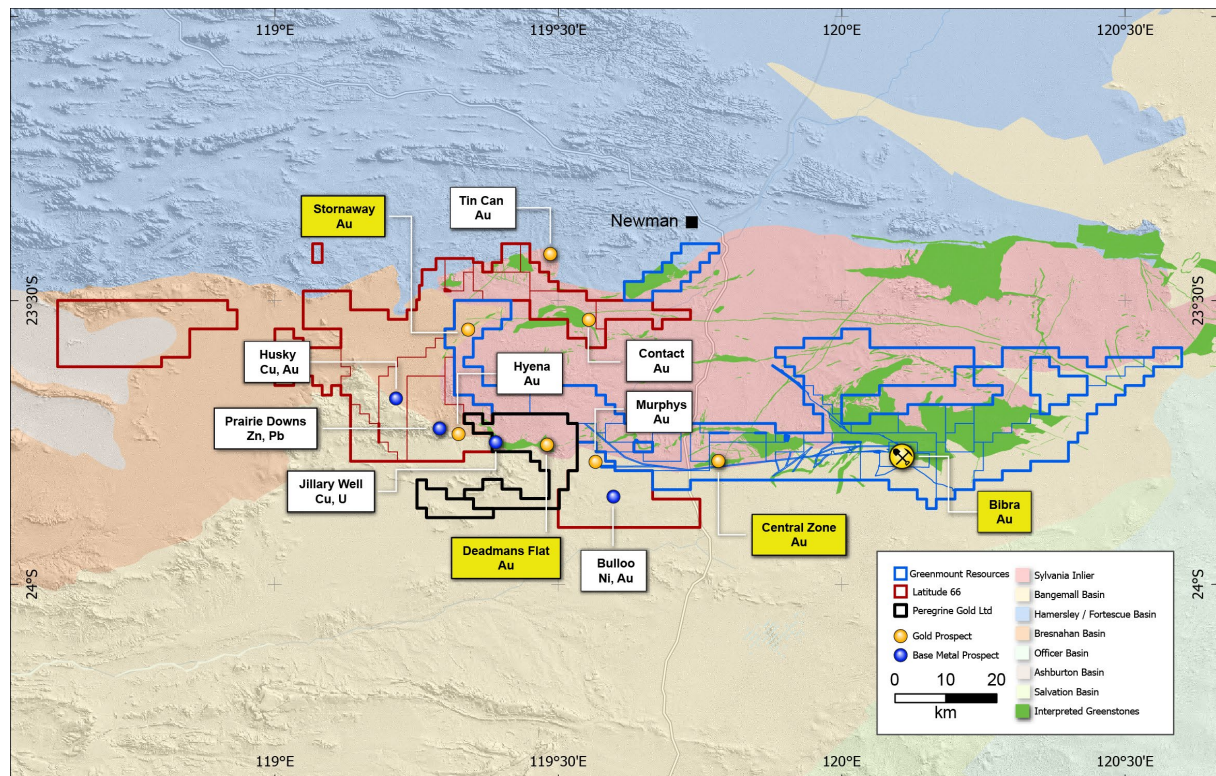 119°E
119°30'E
120°E
120°30'E
Tin Can
Au
Stornaway
Au
Newman
23°30'S
23°30'S
Husky
Cu, Au
Hyena
Au
Contact
Au
Murphys
Au
Prairie Downs
Zn, Pb
Jillary Well
Cu, U
Deadmans Flat
Au
Bulloo
Ni, Au
Central Zone
Au
Bibra
Au
24°S
24°S
Greenmount Resources
Latitude 66
Peregrine Gold Ltd
Gold Prospect
Base Metal Prospect
0 10 20
km
Sylvania Inlier
Bangemall Basin
Hamersley / Fortescue Basin
Bresnahan Basin
Officer Basin
Ashburton Basin
Salvation Basin
Interpreted Greenstones
119°E
119°30'E
120°E
120°30'E